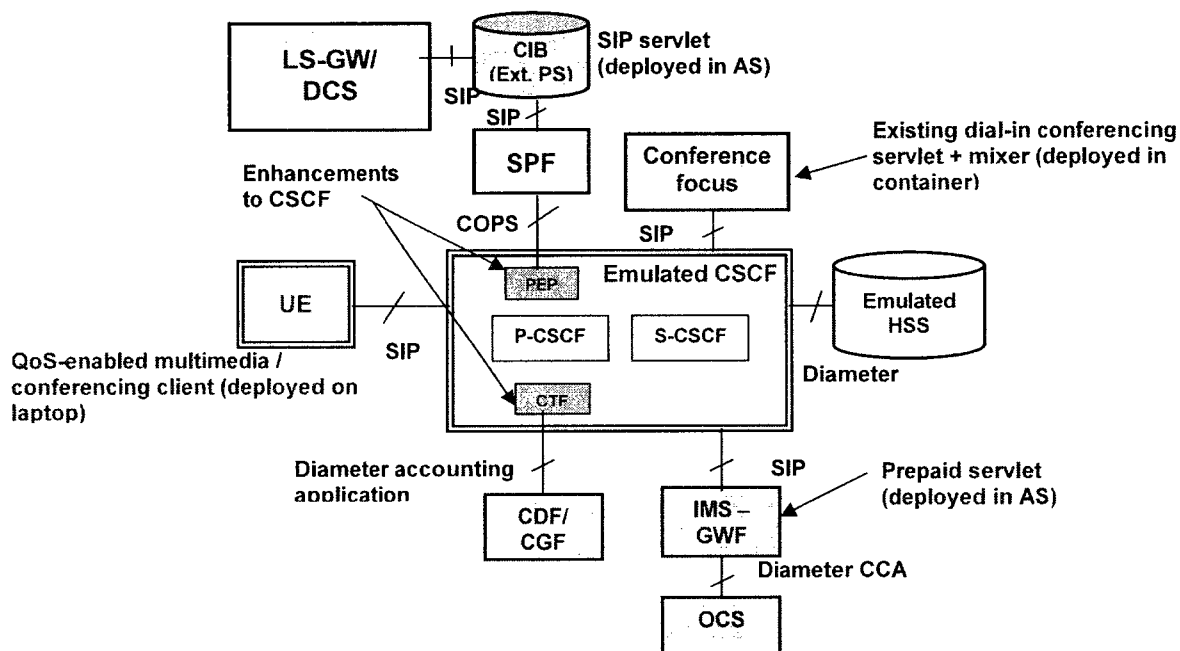 LS-GW/
DCS
SIP
CIB
(Ext. PS)
SIP servlet
(deployed in AS)
SIP
SPF
Conference
focus
Existing dial-in conferencing
servlet + mixer (deployed in
container)
Enhancements
to CSCF
COPS
SIP
UE
SIP
PEP
Emulated CSCF
P-CSCF
S-CSCF
CTF
Emulated
HSS
Diameter
QoS-enabled multimedia /
conferencing client (deployed on
laptop)
Diameter accounting
application
CDF/
CGF
SIP
IMS –
GWF
Prepaid servlet
(deployed in AS)
Diameter CCA
OCS